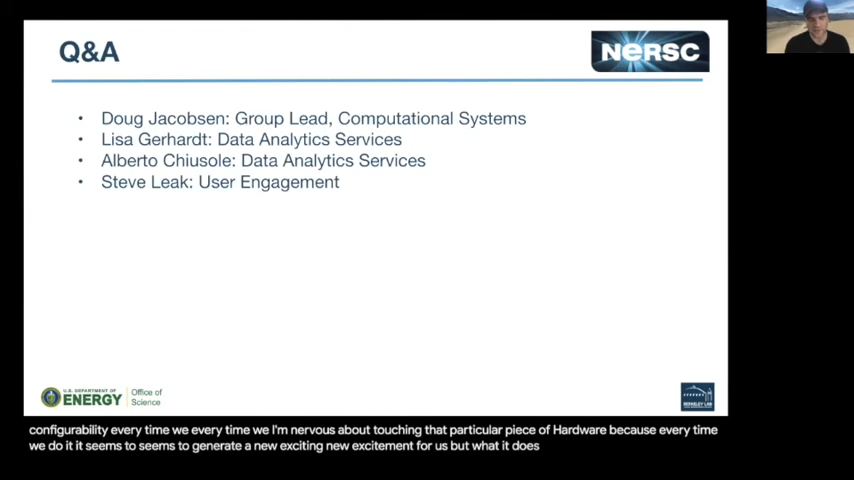 Q&A
NERSC
• Doug Jacobsen: Group Lead, Computational Systems
• Lisa Gerhardt: Data Analytics Services
• Alberto Chiusole: Data Analytics Services
• Steve Leak: User Engagement
U.S. DEPARTMENT OF
ENERGY
Office of
Science
BERKELEY LAB
configurability every time we every time we I'm nervous about touching that particular piece of Hardware because every time
we do it it seems to seems to generate a new exciting new excitement for us but what it does